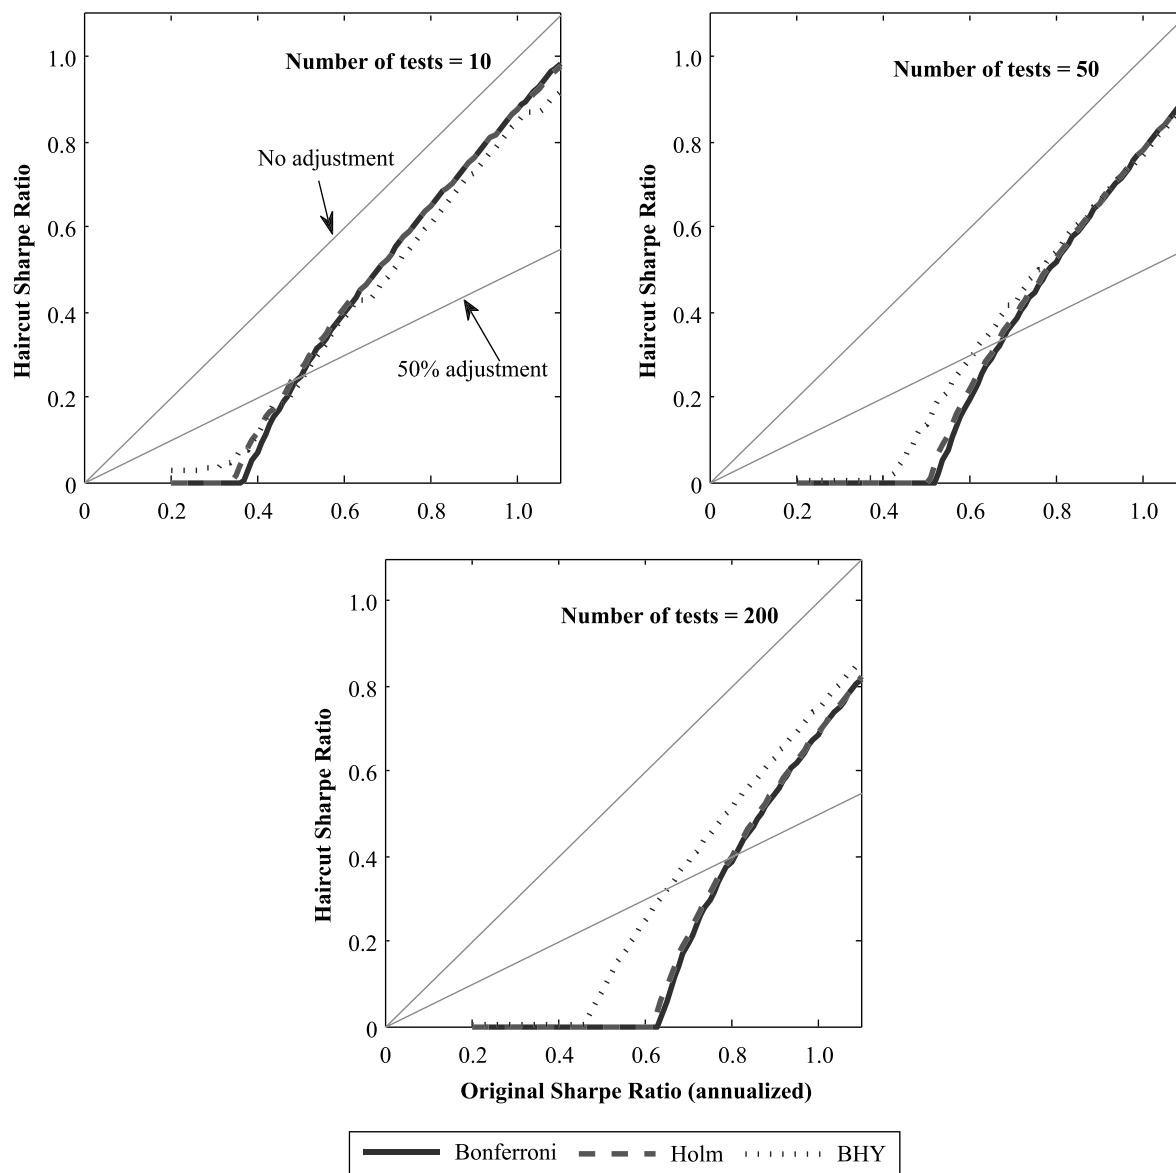 Number of tests = 10
No adjustment
50% adjustment
Haircut Sharpe Ratio
1.0
0.8
0.6
0.4
0.2
0
0 0.2 0.4 0.6 0.8 1.0
Number of tests = 50
Haircut Sharpe Ratio
1.0
0.8
0.6
0.4
0.2
0
0 0.2 0.4 0.6 0.8 1.0
Number of tests = 200
Haircut Sharpe Ratio
1.0
0.8
0.6
0.4
0.2
0
0 0.2 0.4 0.6 0.8 1.0
Original Sharpe Ratio (annualized)
Bonferroni Holm BHY